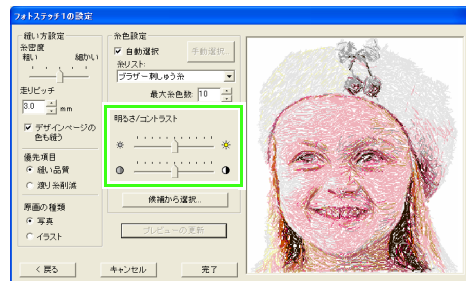 フォトステッチ1の設定
縫い方設定
糸密度
粗い 細かい
走りピッチ
3.0 mm
デザインページの
色も縫う
優先項目
縫い品質
渡り糸削減
原画の種類
写真
イラスト
糸色設定
自動選択 手動選択...
糸リスト:
ブラザー刺しゅう糸
最大糸色数: 10
明るさ/コントラスト
候補から選択...
プレビューの更新
< 戻る キャンセル 完了